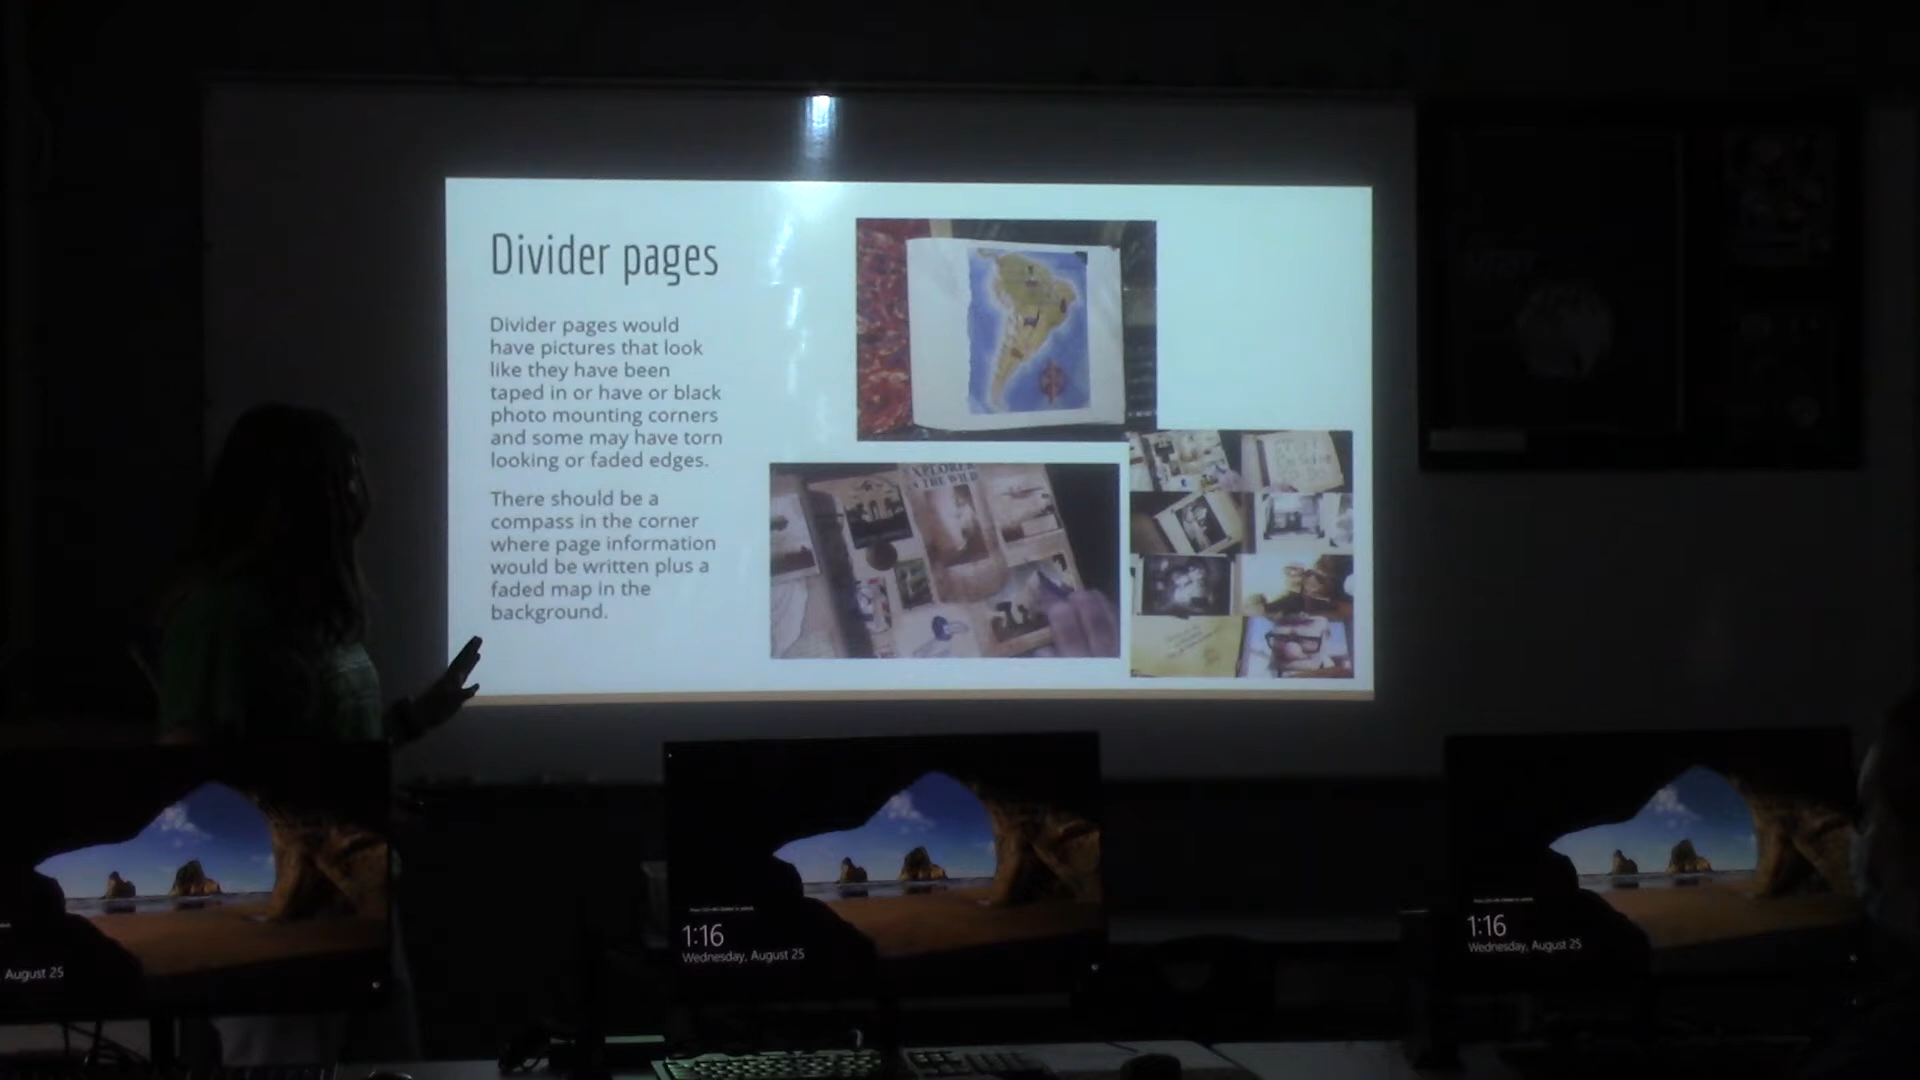 Divider pages
Divider pages would
have pictures that look
like they have been
taped in or have or black
photo mounting corners
and some may have torn
looking or faded edges.
There should be a
compass in the corner
where page information
would be written plus a
faded map in the
background.
EXPLORER
THE WILD
August 25
1:16
Wednesday, August 25
1:16
Wednesday, August 25